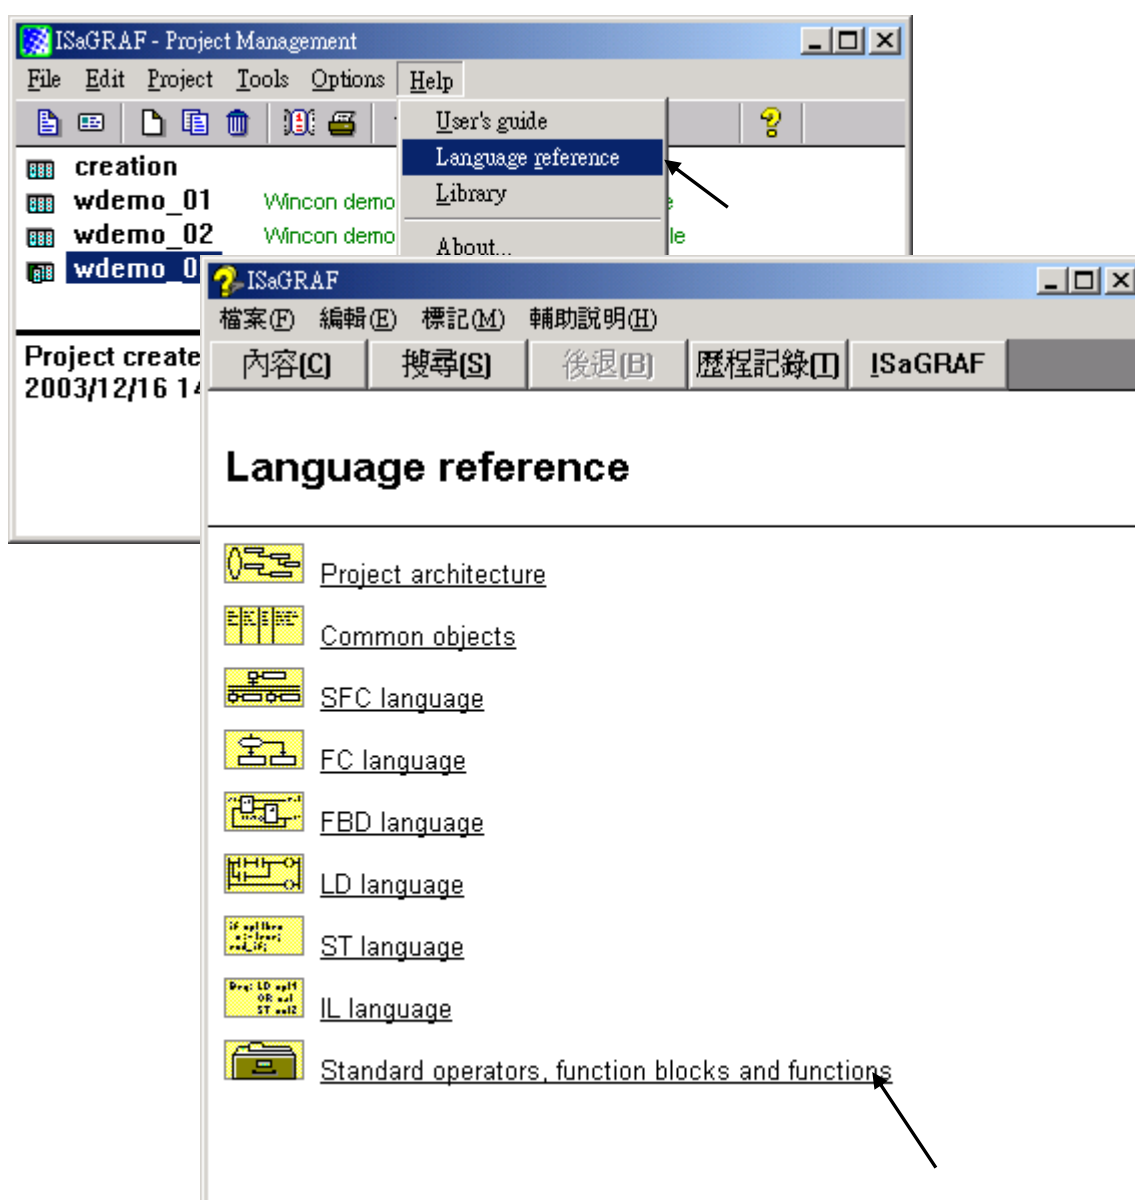 ISaGRAF - Project Management
File Edit Project Tools Options Help
User's guide
Language reference
Library
About...
creation
wdemo_01 Wincon demo
wdemo_02 Wincon demo le
wdemo_0
Project create
2003/12/16 14
ISaGRAF
檔案(F) 編輯(E) 標記(M) 輔助說明(H)
內容(C) 搜尋(S) 後退(B) 歷程記錄(T) ISaGRAF
Language reference
Project architecture
Common objects
SFC language
FC language
FBD language
LD language
ST language
IL language
Standard operators, function blocks and functions